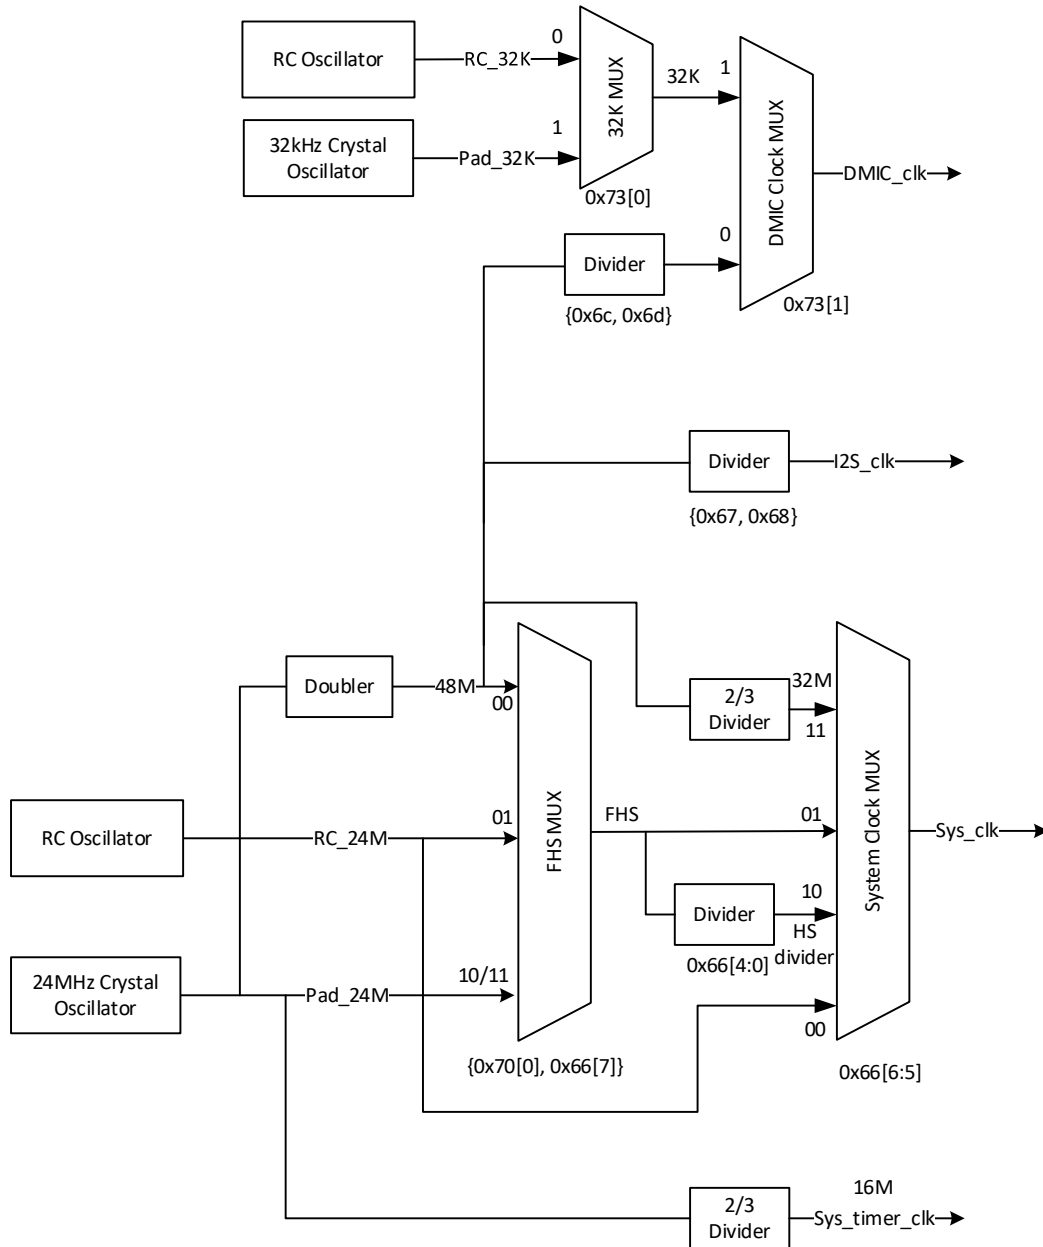 RC Oscillator
RC_32K
0
32kHz Crystal
Oscillator
Pad_32K
1
32K MUX
0x73[0]
32K
1
0
DMIC Clock MUX
0x73[1]
DMIC_clk
Divider
{0x6c, 0x6d}
Divider
{0x67, 0x68}
I2S_clk
Doubler
48M
00
RC Oscillator
RC_24M
01
24MHz Crystal
Oscillator
Pad_24M
10/11
FHS MUX
{0x70[0], 0x66[7]}
FHS
2/3
Divider
32M
11
01
Divider
0x66[4:0]
10
HS
divider
00
System Clock MUX
0x66[6:5]
Sys_clk
2/3
Divider
16M
Sys_timer_clk